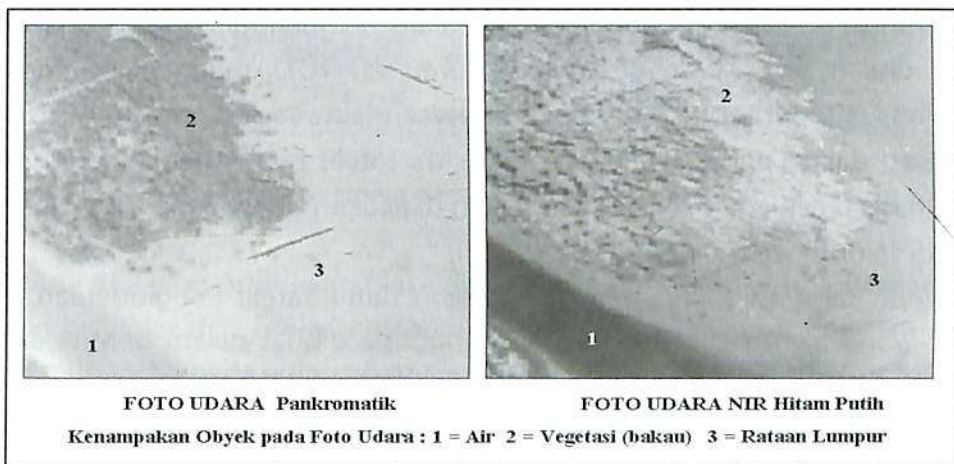 2
3
1
2
3
1
FOTO UDARA Pankromatik
FOTO UDARA NIR Hitam Putih
Kenampakan Obyek pada Foto Udara : 1 = Air 2 = Vegetasi (bakau) 3 = Rataan Lumpur